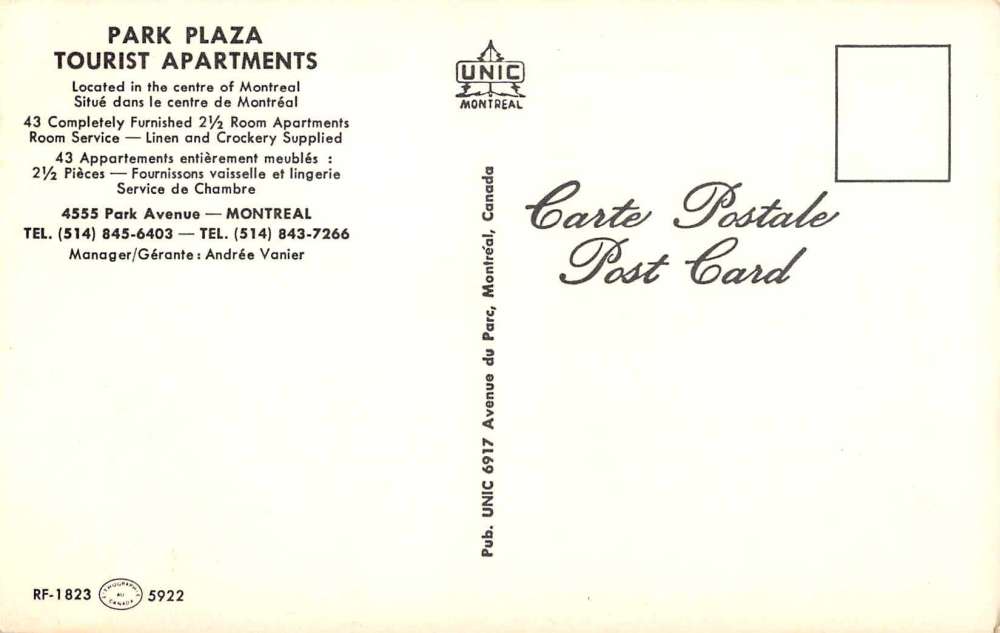 PARK PLAZA
TOURIST APARTMENTS
Located in the centre of Montreal
Situé dans le centre de Montréal
43 Completely Furnished 2½ Room Apartments
Room Service — Linen and Crockery Supplied
43 Appartements entièrement meublés :
2½ Pièces — Fournissons vaisselle et lingerie
Service de Chambre
4555 Park Avenue — MONTREAL
TEL. (514) 845-6403 — TEL. (514) 843-7266
Manager/Gérante: Andrée Vanier
RF-1823
LITHOGRAPHIÉ
AU
CANADA
5922
UNIC
MONTREAL
Pub. UNIC 6917 Avenue du Parc, Montréal, Canada
Carte Postale
Post Card